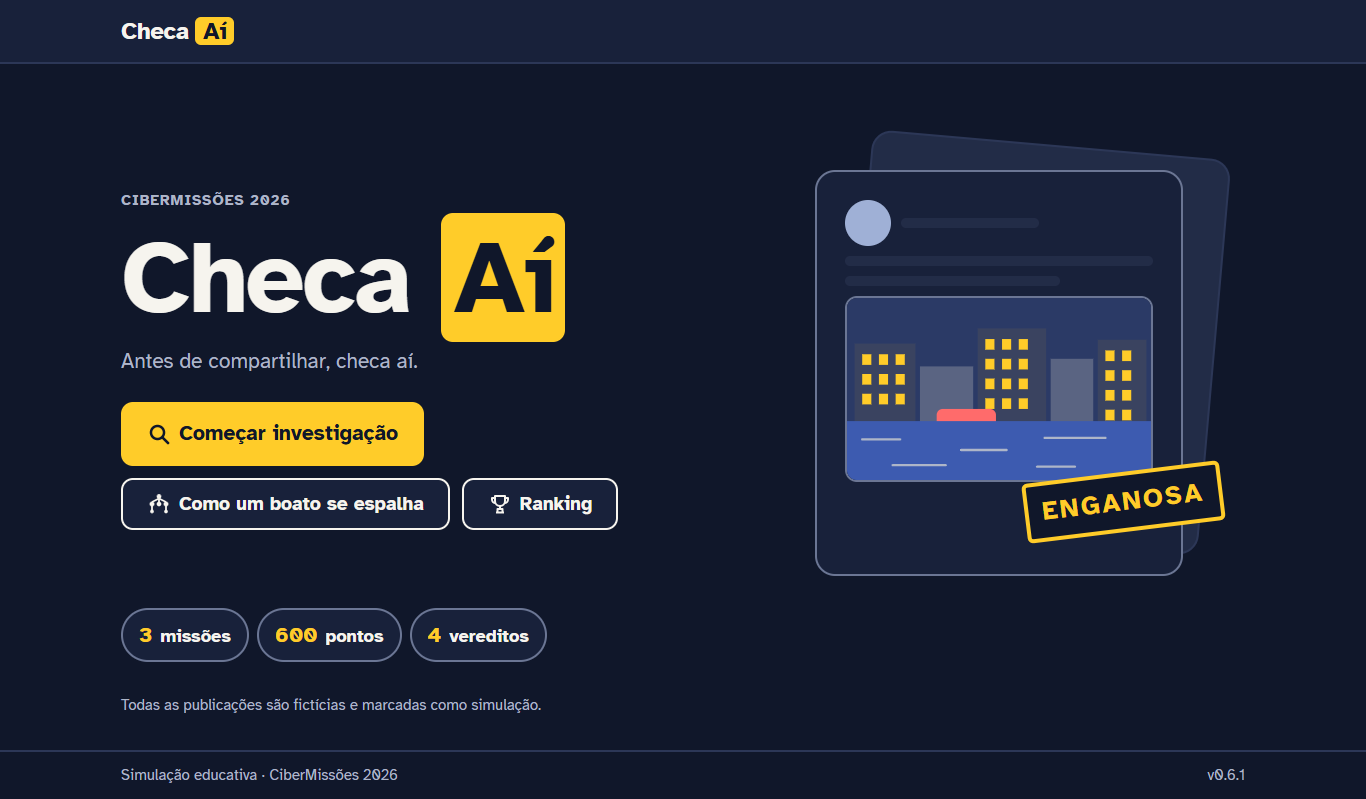 Checa Aí
CIBERMISSÕES 2026
Checa Aí
Antes de compartilhar, checa aí.
Começar investigação
Como um boato se espalha
Ranking
ENGANOSA
3 missões
600 pontos
4 vereditos
Todas as publicações são fictícias e marcadas como simulação.
Simulação educativa · CiberMissões 2026
v0.6.1